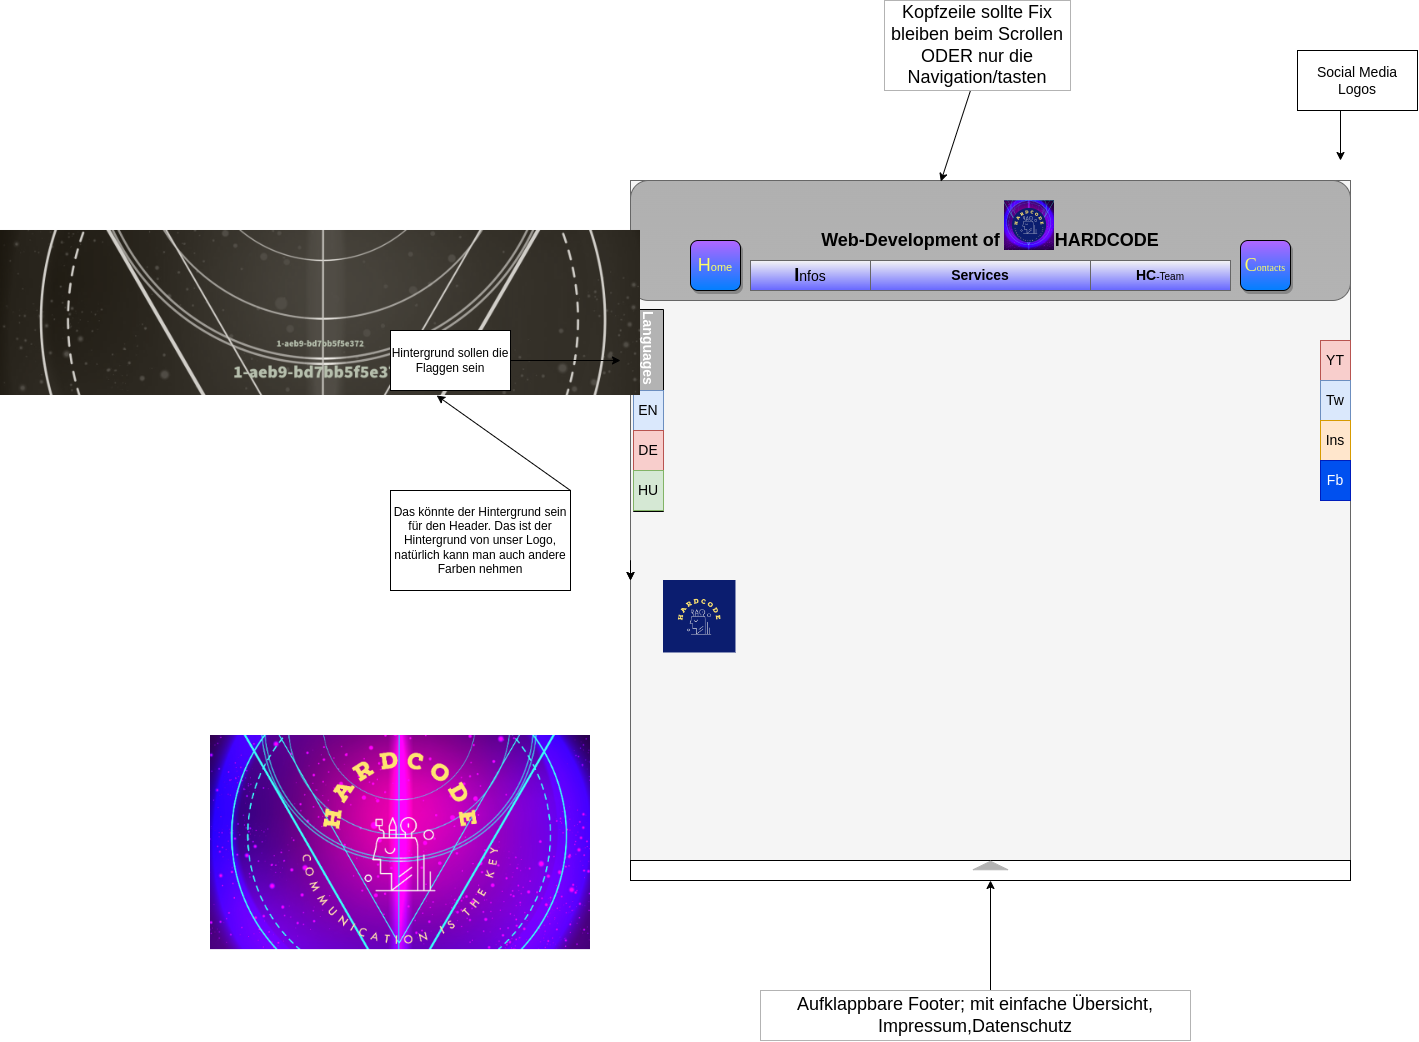 Kopfzeile sollte Fix
bleiben beim Scrollen
ODER nur die
Navigation/tasten
Social Media
Logos
Web-Development of HARDCODE
HARDCODE
Home
Infos
Services
HC-Team
Contacts
1-aeb9-bd7bb5f5e372
1-aeb9-bd7bb5f5e37
Hintergrund sollen die
Flaggen sein
Languages
EN
DE
HU
YT
Tw
Ins
Fb
Das könnte der Hintergrund sein
für den Header. Das ist der
Hintergrund von unser Logo,
natürlich kann man auch andere
Farben nehmen
HARDCODE
HARDCODE
COMMUNICATION IS THE KEY
Aufklappbare Footer; mit einfache Übersicht,
Impressum,Datenschutz